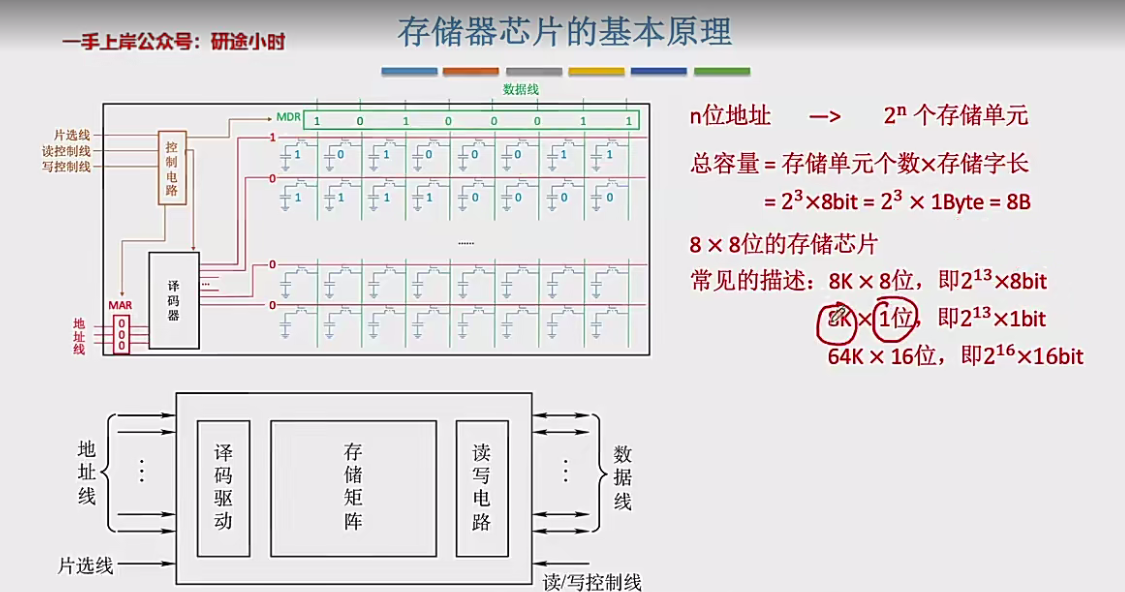 存储器芯片的基本原理
一手上岸公众号：研途小时
数据线
MDR 1 0 1 0 0 0 1 1
片选线
读控制线
写控制线
控制电路
1 1 0 1 0 0 0 1 1
0 1 1 1 0 0 0 0 0
……
0
0
译码器
...
MAR
地址线
0
0
0
n位地址 —> 2ⁿ 个存储单元
总容量 = 存储单元个数×存储字长
= 2³×8bit = 2³ × 1Byte = 8B
8 × 8位的存储芯片
常见的描述：8K × 8位，即2¹³×8bit
8K × 1位，即2¹³×1bit
64K × 16位，即2¹⁶×16bit
地址线
译码驱动
存储矩阵
读写电路
数据线
片选线
读/写控制线